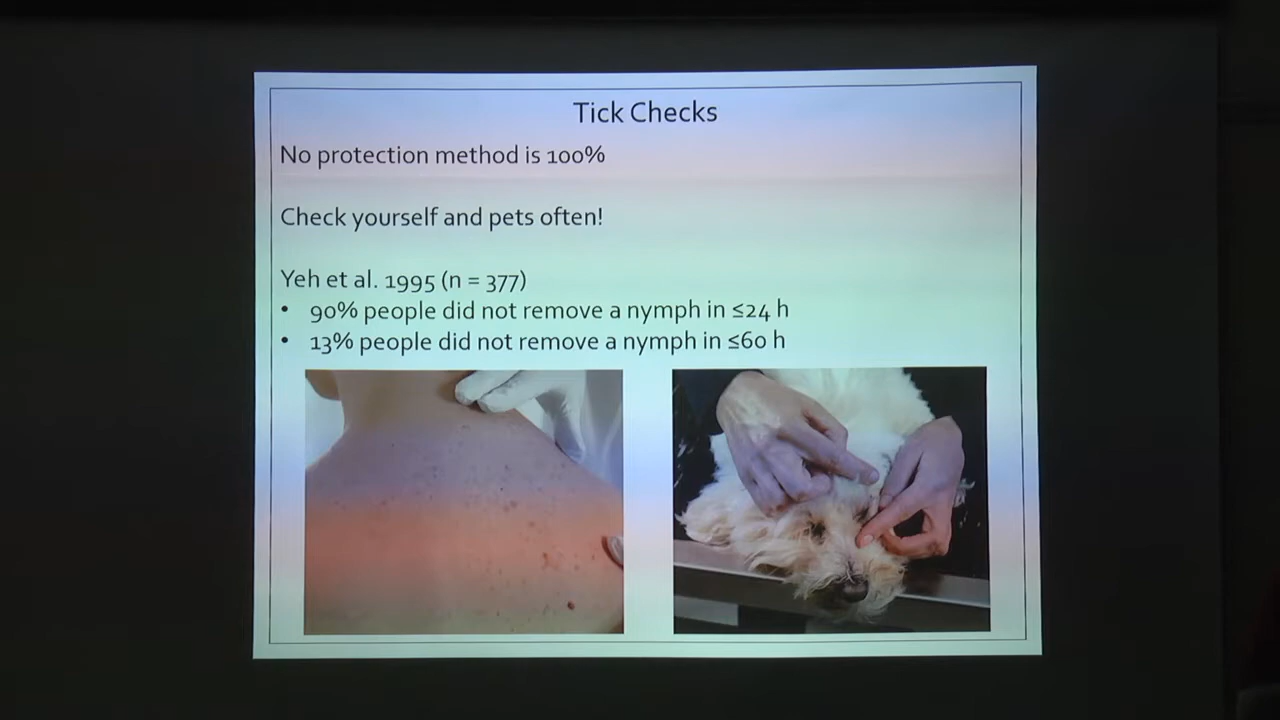 Tick Checks
No protection method is 100%
Check yourself and pets often!
Yeh et al. 1995 (n = 377)
• 90% people did not remove a nymph in ≤24 h
• 13% people did not remove a nymph in ≤60 h